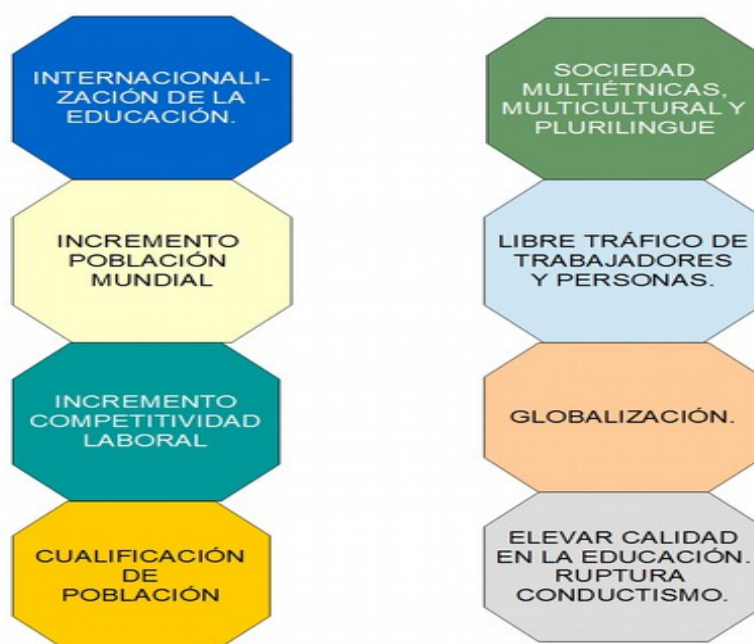 INTERNACIONALI-
ZACIÓN DE LA
EDUCACIÓN.
INCREMENTO
POBLACIÓN
MUNDIAL
INCREMENTO
COMPETITIVIDAD
LABORAL
CUALIFICACIÓN
DE
POBLACIÓN
SOCIEDAD
MULTIÉTNICAS,
MULTICULTURAL Y
PLURILINGUE
LIBRE TRÁFICO DE
TRABAJADORES
Y PERSONAS.
GLOBALIZACIÓN.
ELEVAR CALIDAD
EN LA EDUCACIÓN.
RUPTURA
CONDUCTISMO.